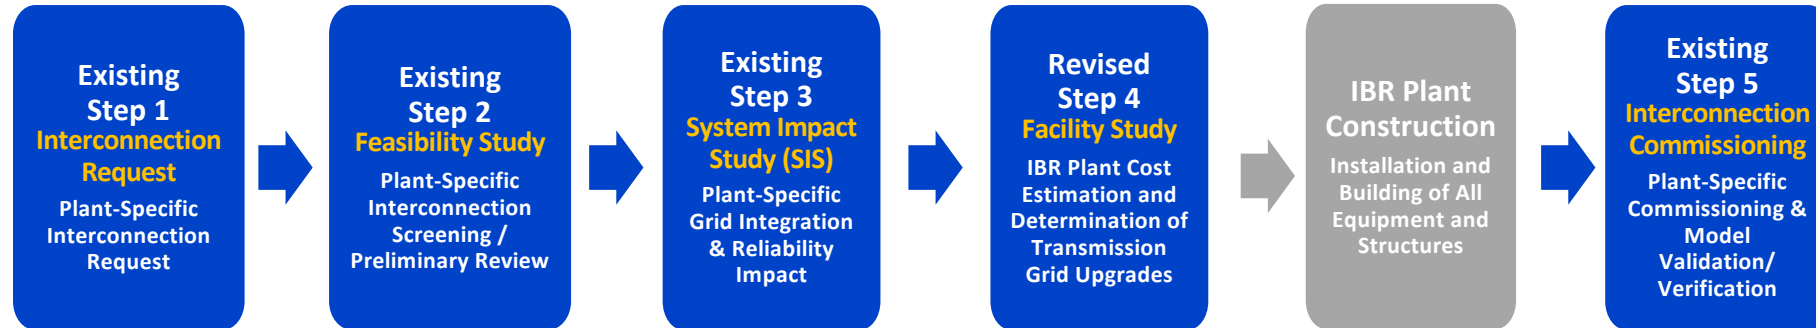 Existing
Step 1
Interconnection
Request
Plant-Specific
Interconnection
Request
Existing
Step 2
Feasibility Study
Plant-Specific
Interconnection
Screening /
Preliminary Review
Existing
Step 3
System Impact
Study (SIS)
Plant-Specific
Grid Integration
& Reliability
Impact
Revised
Step 4
Facility Study
IBR Plant Cost
Estimation and
Determination of
Transmission
Grid Upgrades
IBR Plant
Construction
Installation and
Building of All
Equipment and
Structures
Existing
Step 5
Interconnection
Commissioning
Plant-Specific
Commissioning &
Model
Validation/
Verification